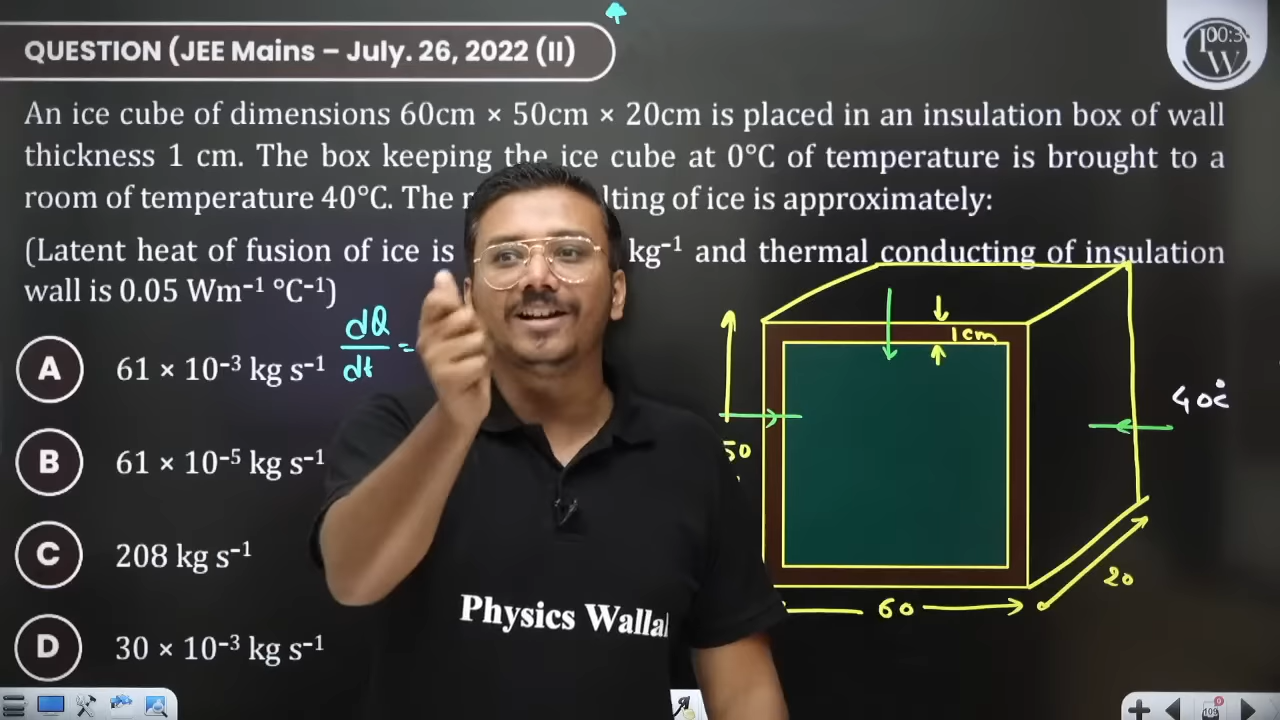 QUESTION (JEE Mains – July. 26, 2022 (II)
An ice cube of dimensions 60cm × 50cm × 20cm is placed in an insulation box of wall
thickness 1 cm. The box keeping the ice cube at 0°C of temperature is brought to a
room of temperature 40°C. The lting of ice is approximately:
(Latent heat of fusion of ice is kg⁻¹ and thermal conducting of insulation
wall is 0.05 Wm⁻¹ °C⁻¹)
A 61 × 10⁻³ kg s⁻¹
B 61 × 10⁻⁵ kg s⁻¹
C 208 kg s⁻¹
D 30 × 10⁻³ kg s⁻¹
dQ/dt =
1cm
40°C
50
60
20
Physics Walla
PW
00:3
109